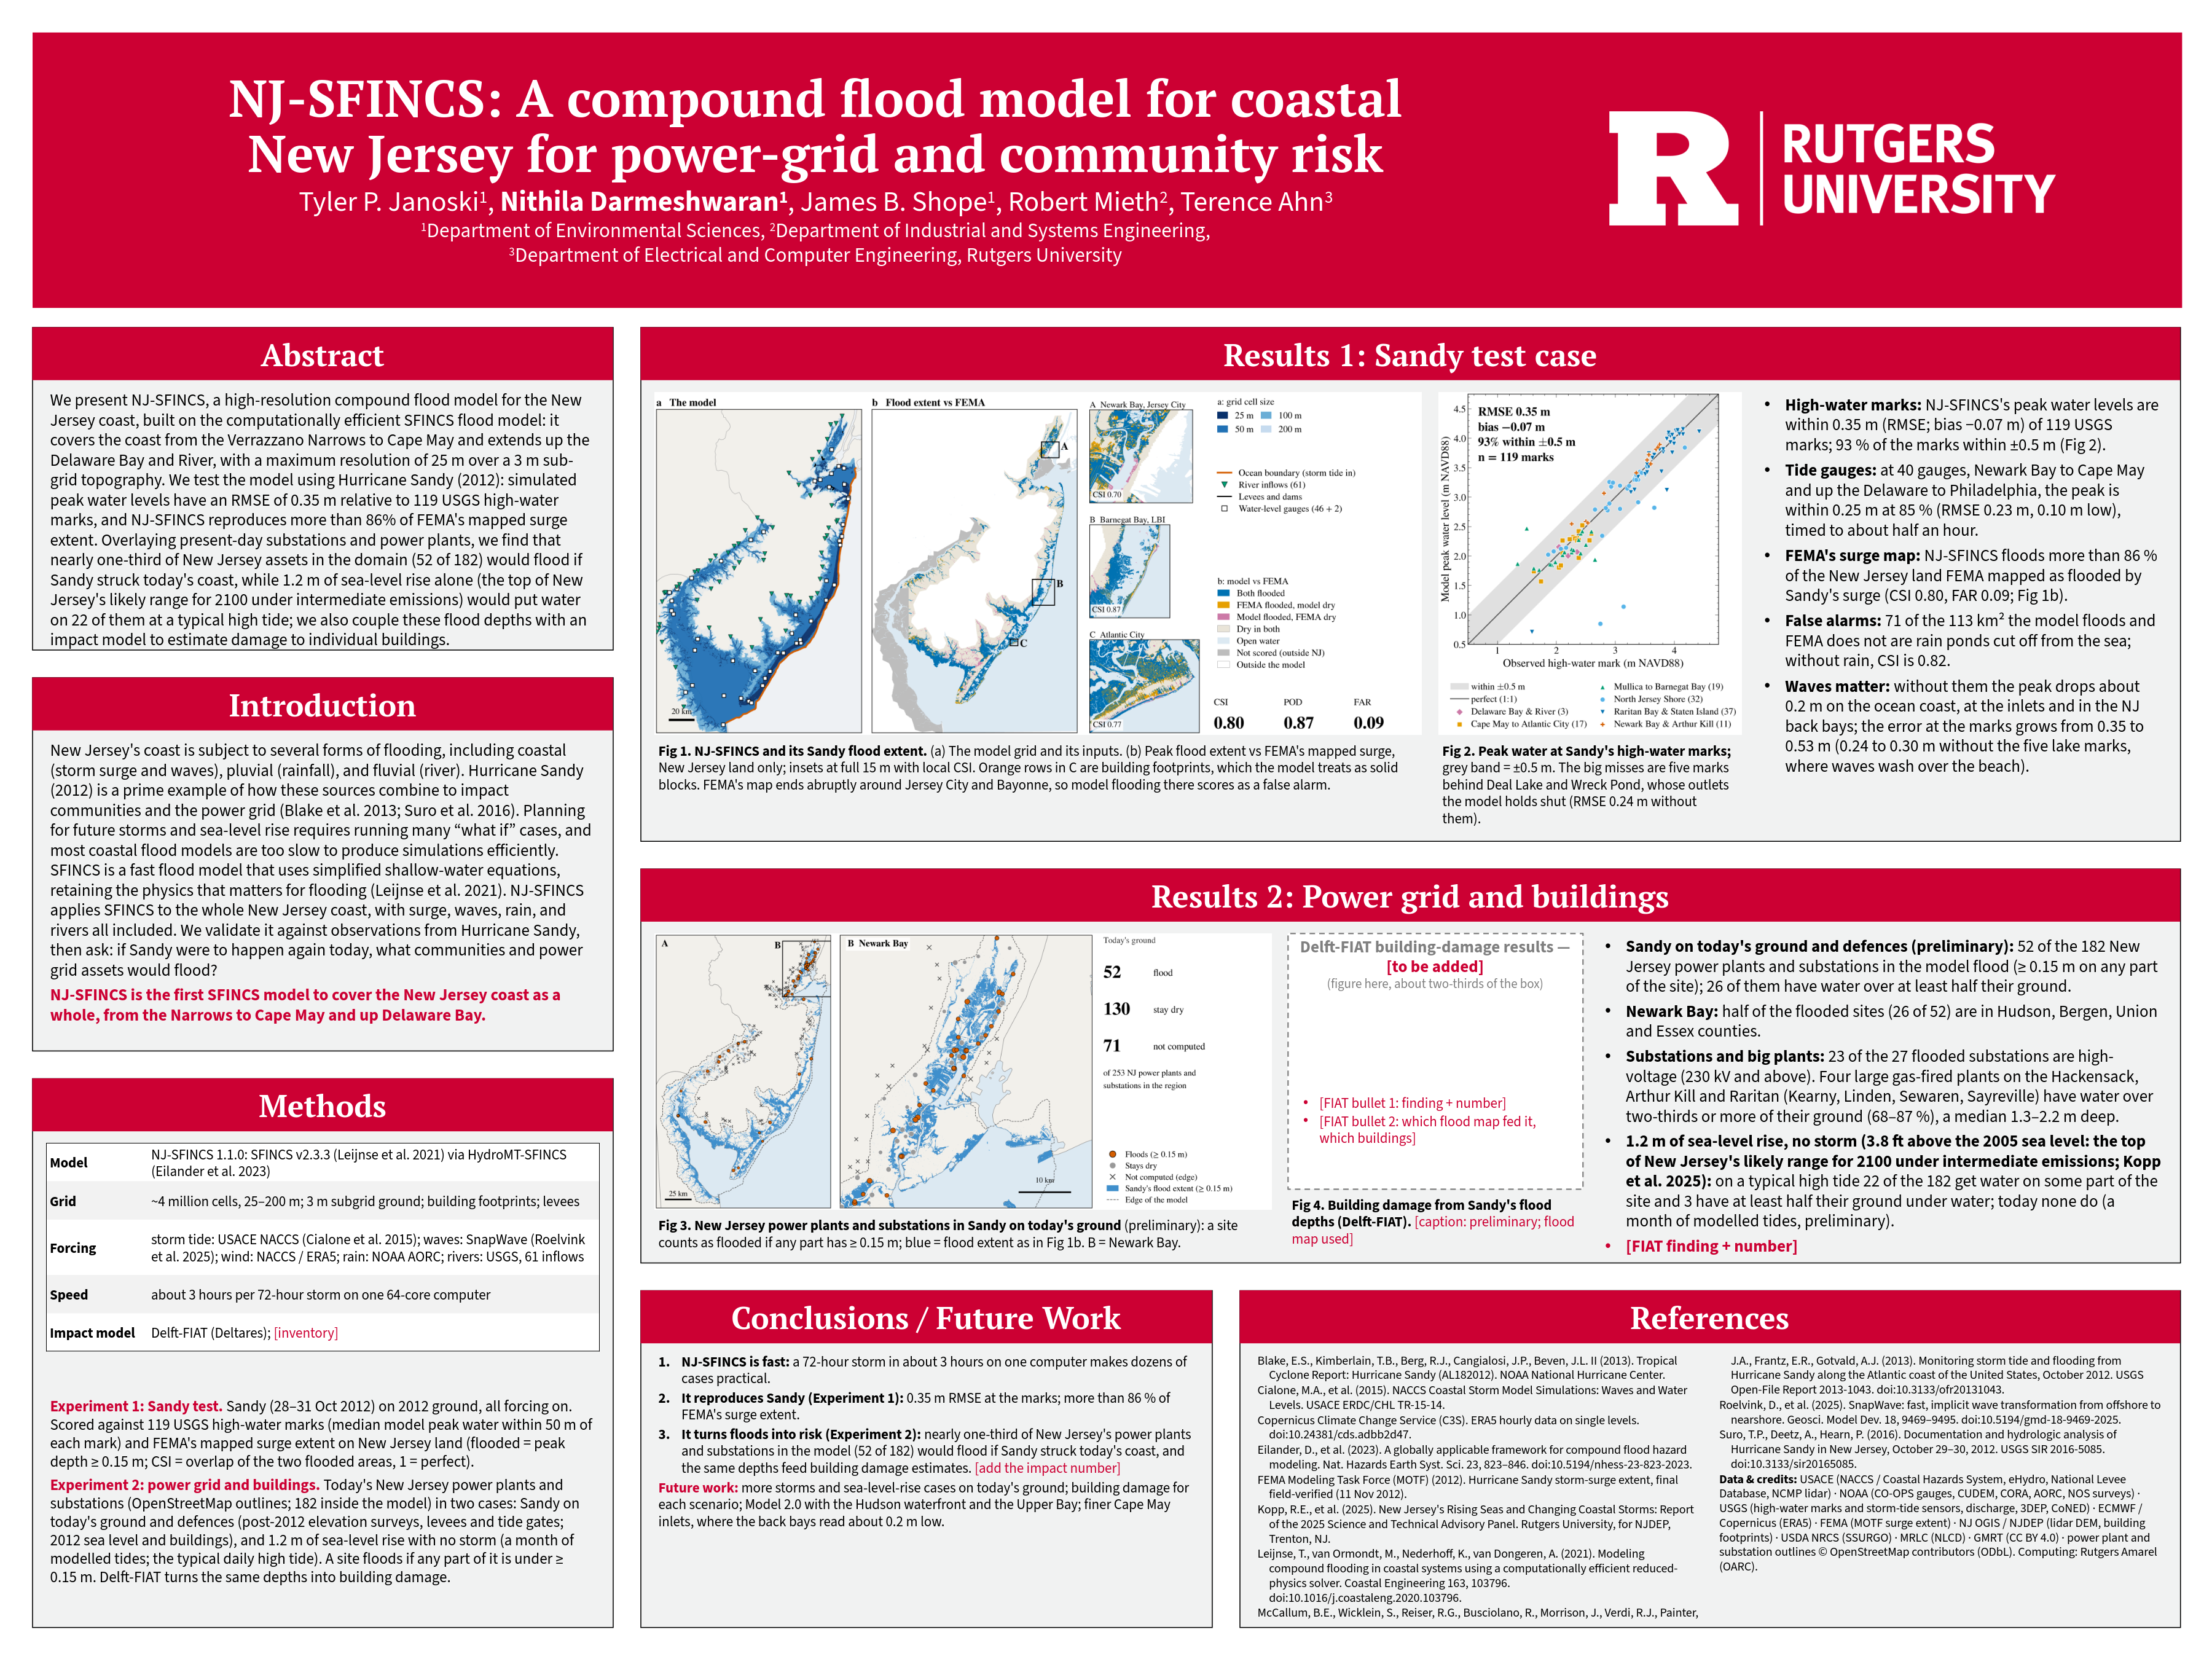 NJ-SFINCS: A compound flood model for coastal
New Jersey for power-grid and community risk
Tyler P. Janoski¹, Nithila Darmeshwaran¹, James B. Shope¹, Robert Mieth², Terence Ahn³
¹Department of Environmental Sciences, ²Department of Industrial and Systems Engineering,
³Department of Electrical and Computer Engineering, Rutgers University
R
RUTGERS
UNIVERSITY
Abstract
We present NJ-SFINCS, a high-resolution compound flood model for the New
Jersey coast, built on the computationally efficient SFINCS flood model: it
covers the coast from the Verrazzano Narrows to Cape May and extends up the
Delaware Bay and River, with a maximum resolution of 25 m over a 3 m sub-
grid topography. We test the model using Hurricane Sandy (2012): simulated
peak water levels have an RMSE of 0.35 m relative to 119 USGS high-water
marks, and NJ-SFINCS reproduces more than 86% of FEMA's mapped surge
extent. Overlaying present-day substations and power plants, we find that
nearly one-third of New Jersey assets in the domain (52 of 182) would flood if
Sandy struck today's coast, while 1.2 m of sea-level rise alone (the top of New
Jersey's likely range for 2100 under intermediate emissions) would put water
on 22 of them at a typical high tide; we also couple these flood depths with an
impact model to estimate damage to individual buildings.
Introduction
New Jersey's coast is subject to several forms of flooding, including coastal
(storm surge and waves), pluvial (rainfall), and fluvial (river). Hurricane Sandy
(2012) is a prime example of how these sources combine to impact
communities and the power grid (Blake et al. 2013; Suro et al. 2016). Planning
for future storms and sea-level rise requires running many “what if” cases, and
most coastal flood models are too slow to produce simulations efficiently.
SFINCS is a fast flood model that uses simplified shallow-water equations,
retaining the physics that matters for flooding (Leijnse et al. 2021). NJ-SFINCS
applies SFINCS to the whole New Jersey coast, with surge, waves, rain, and
rivers all included. We validate it against observations from Hurricane Sandy,
then ask: if Sandy were to happen again today, what communities and power
grid assets would flood?
NJ-SFINCS is the first SFINCS model to cover the New Jersey coast as a
whole, from the Narrows to Cape May and up Delaware Bay.
Methods
Model NJ-SFINCS 1.1.0: SFINCS v2.3.3 (Leijnse et al. 2021) via HydroMT-SFINCS
(Eilander et al. 2023)
Grid ~4 million cells, 25–200 m; 3 m subgrid ground; building footprints; levees
Forcing storm tide: USACE NACCS (Cialone et al. 2015); waves: SnapWave (Roelvink
et al. 2025); wind: NACCS / ERA5; rain: NOAA AORC; rivers: USGS, 61 inflows
Speed about 3 hours per 72-hour storm on one 64-core computer
Impact model Delft-FIAT (Deltares); [inventory]
Experiment 1: Sandy test. Sandy (28–31 Oct 2012) on 2012 ground, all forcing on.
Scored against 119 USGS high-water marks (median model peak water within 50 m of
each mark) and FEMA's mapped surge extent on New Jersey land (flooded = peak
depth ≥ 0.15 m; CSI = overlap of the two flooded areas, 1 = perfect).
Experiment 2: power grid and buildings. Today's New Jersey power plants and
substations (OpenStreetMap outlines; 182 inside the model) in two cases: Sandy on
today's ground and defences (post-2012 elevation surveys, levees and tide gates;
2012 sea level and buildings), and 1.2 m of sea-level rise with no storm (a month of
modelled tides; the typical daily high tide). A site floods if any part of it is under ≥
0.15 m. Delft-FIAT turns the same depths into building damage.
Results 1: Sandy test case
a The model
20 km
b Flood extent vs FEMA
A
B
C
A Newark Bay, Jersey City
CSI 0.70
B Barnegat Bay, LBI
CSI 0.87
C Atlantic City
CSI 0.77
a: grid cell size
25 m 100 m
50 m 200 m
Ocean boundary (storm tide in)
River inflows (61)
Levees and dams
Water-level gauges (46 + 2)
b: model vs FEMA
Both flooded
FEMA flooded, model dry
Model flooded, FEMA dry
Dry in both
Open water
Not scored (outside NJ)
Outside the model
CSI POD FAR
0.80 0.87 0.09
Fig 1. NJ-SFINCS and its Sandy flood extent. (a) The model grid and its inputs. (b) Peak flood extent vs FEMA's mapped surge,
New Jersey land only; insets at full 15 m with local CSI. Orange rows in C are building footprints, which the model treats as solid
blocks. FEMA's map ends abruptly around Jersey City and Bayonne, so model flooding there scores as a false alarm.
RMSE 0.35 m
bias −0.07 m
93% within ±0.5 m
n = 119 marks
Model peak water level (m NAVD88)
4.5
4.0
3.5
3.0
2.5
2.0
1.5
1.0
0.5
1 2 3 4
Observed high-water mark (m NAVD88)
within ±0.5 m
perfect (1:1)
Delaware Bay & River (3)
Cape May to Atlantic City (17)
Mullica to Barnegat Bay (19)
North Jersey Shore (32)
Raritan Bay & Staten Island (37)
Newark Bay & Arthur Kill (11)
Fig 2. Peak water at Sandy's high-water marks;
grey band = ±0.5 m. The big misses are five marks
behind Deal Lake and Wreck Pond, whose outlets
the model holds shut (RMSE 0.24 m without
them).
• High-water marks: NJ-SFINCS's peak water levels are
within 0.35 m (RMSE; bias −0.07 m) of 119 USGS
marks; 93 % of the marks within ±0.5 m (Fig 2).
• Tide gauges: at 40 gauges, Newark Bay to Cape May
and up the Delaware to Philadelphia, the peak is
within 0.25 m at 85 % (RMSE 0.23 m, 0.10 m low),
timed to about half an hour.
• FEMA's surge map: NJ-SFINCS floods more than 86 %
of the New Jersey land FEMA mapped as flooded by
Sandy's surge (CSI 0.80, FAR 0.09; Fig 1b).
• False alarms: 71 of the 113 km² the model floods and
FEMA does not are rain ponds cut off from the sea;
without rain, CSI is 0.82.
• Waves matter: without them the peak drops about
0.2 m on the ocean coast, at the inlets and in the NJ
back bays; the error at the marks grows from 0.35 to
0.53 m (0.24 to 0.30 m without the five lake marks,
where waves wash over the beach).
Results 2: Power grid and buildings
A
B
25 km
B Newark Bay
10 km
Today's ground
52 flood
130 stay dry
71 not computed
of 253 NJ power plants and
substations in the region
Floods (≥ 0.15 m)
Stays dry
Not computed (edge)
Sandy's flood extent (≥ 0.15 m)
Edge of the model
Fig 3. New Jersey power plants and substations in Sandy on today's ground (preliminary): a site
counts as flooded if any part has ≥ 0.15 m; blue = flood extent as in Fig 1b. B = Newark Bay.
Delft-FIAT building-damage results —
[to be added]
(figure here, about two-thirds of the box)
• [FIAT bullet 1: finding + number]
• [FIAT bullet 2: which flood map fed it,
which buildings]
Fig 4. Building damage from Sandy's flood
depths (Delft-FIAT). [caption: preliminary; flood
map used]
• Sandy on today's ground and defences (preliminary): 52 of the 182 New
Jersey power plants and substations in the model flood (≥ 0.15 m on any part
of the site); 26 of them have water over at least half their ground.
• Newark Bay: half of the flooded sites (26 of 52) are in Hudson, Bergen, Union
and Essex counties.
• Substations and big plants: 23 of the 27 flooded substations are high-
voltage (230 kV and above). Four large gas-fired plants on the Hackensack,
Arthur Kill and Raritan (Kearny, Linden, Sewaren, Sayreville) have water over
two-thirds or more of their ground (68–87 %), a median 1.3–2.2 m deep.
• 1.2 m of sea-level rise, no storm (3.8 ft above the 2005 sea level: the top
of New Jersey's likely range for 2100 under intermediate emissions; Kopp
et al. 2025): on a typical high tide 22 of the 182 get water on some part of the
site and 3 have at least half their ground under water; today none do (a
month of modelled tides, preliminary).
• [FIAT finding + number]
Conclusions / Future Work
1. NJ-SFINCS is fast: a 72-hour storm in about 3 hours on one computer makes dozens of
cases practical.
2. It reproduces Sandy (Experiment 1): 0.35 m RMSE at the marks; more than 86 % of
FEMA's surge extent.
3. It turns floods into risk (Experiment 2): nearly one-third of New Jersey's power plants
and substations in the model (52 of 182) would flood if Sandy struck today's coast, and
the same depths feed building damage estimates. [add the impact number]
Future work: more storms and sea-level-rise cases on today's ground; building damage for
each scenario; Model 2.0 with the Hudson waterfront and the Upper Bay; finer Cape May
inlets, where the back bays read about 0.2 m low.
References
Blake, E.S., Kimberlain, T.B., Berg, R.J., Cangialosi, J.P., Beven, J.L. II (2013). Tropical
Cyclone Report: Hurricane Sandy (AL182012). NOAA National Hurricane Center.
Cialone, M.A., et al. (2015). NACCS Coastal Storm Model Simulations: Waves and Water
Levels. USACE ERDC/CHL TR-15-14.
Copernicus Climate Change Service (C3S). ERA5 hourly data on single levels.
doi:10.24381/cds.adbb2d47.
Eilander, D., et al. (2023). A globally applicable framework for compound flood hazard
modeling. Nat. Hazards Earth Syst. Sci. 23, 823–846. doi:10.5194/nhess-23-823-2023.
FEMA Modeling Task Force (MOTF) (2012). Hurricane Sandy storm-surge extent, final
field-verified (11 Nov 2012).
Kopp, R.E., et al. (2025). New Jersey's Rising Seas and Changing Coastal Storms: Report
of the 2025 Science and Technical Advisory Panel. Rutgers University, for NJDEP,
Trenton, NJ.
Leijnse, T., van Ormondt, M., Nederhoff, K., van Dongeren, A. (2021). Modeling
compound flooding in coastal systems using a computationally efficient reduced-
physics solver. Coastal Engineering 163, 103796.
doi:10.1016/j.coastaleng.2020.103796.
McCallum, B.E., Wicklein, S., Reiser, R.G., Busciolano, R., Morrison, J., Verdi, R.J., Painter,
J.A., Frantz, E.R., Gotvald, A.J. (2013). Monitoring storm tide and flooding from
Hurricane Sandy along the Atlantic coast of the United States, October 2012. USGS
Open-File Report 2013-1043. doi:10.3133/ofr20131043.
Roelvink, D., et al. (2025). SnapWave: fast, implicit wave transformation from offshore to
nearshore. Geosci. Model Dev. 18, 9469–9495. doi:10.5194/gmd-18-9469-2025.
Suro, T.P., Deetz, A., Hearn, P. (2016). Documentation and hydrologic analysis of
Hurricane Sandy in New Jersey, October 29–30, 2012. USGS SIR 2016-5085.
doi:10.3133/sir20165085.
Data & credits: USACE (NACCS / Coastal Hazards System, eHydro, National Levee
Database, NCMP lidar) · NOAA (CO-OPS gauges, CUDEM, CORA, AORC, NOS surveys) ·
USGS (high-water marks and storm-tide sensors, discharge, 3DEP, CoNED) · ECMWF /
Copernicus (ERA5) · FEMA (MOTF surge extent) · NJ OGIS / NJDEP (lidar DEM, building
footprints) · USDA NRCS (SSURGO) · MRLC (NLCD) · GMRT (CC BY 4.0) · power plant and
substation outlines © OpenStreetMap contributors (ODbL). Computing: Rutgers Amarel
(OARC).